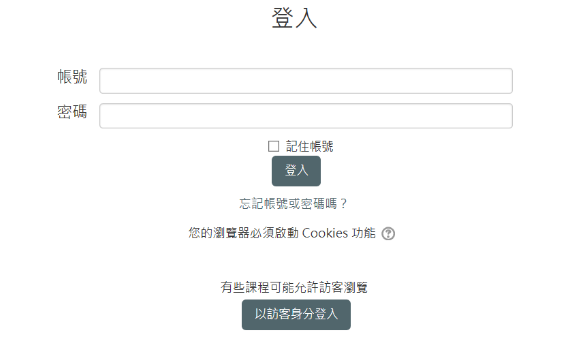 登入
帳號
密碼
記住帳號
登入
忘記帳號或密碼嗎？
您的瀏覽器必須啟動 Cookies 功能
有些課程可能允許訪客瀏覽
以訪客身分登入